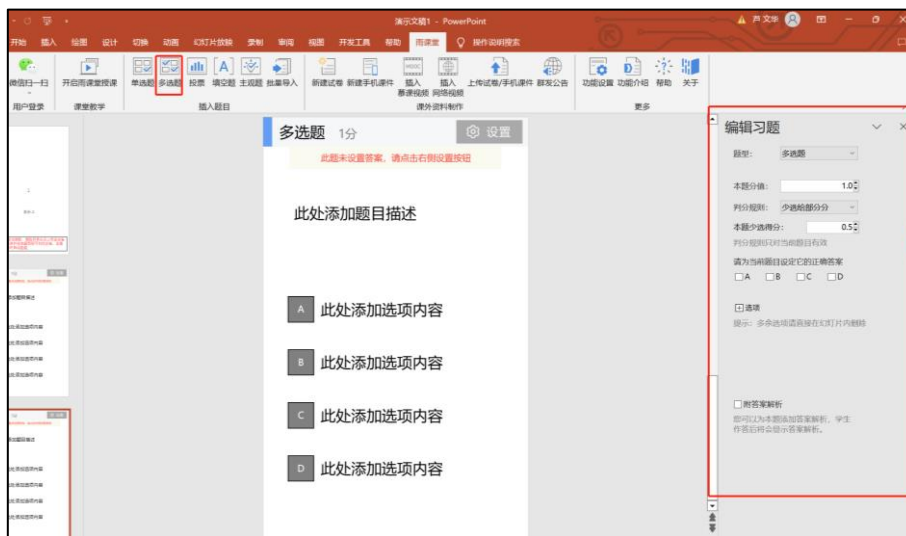 演示文稿1 - PowerPoint
芦文华
开始 插入 绘图 设计 切换 动画 幻灯片放映 录制 审阅 视图 开发工具 帮助 雨课堂 操作说明搜索
微信扫一扫 开启雨课堂授课 单选题 多选题 投票 填空题 主观题 批量导入 新建试卷 新建手机课件 插入慕课视频 插入网络视频 上传试卷/手机课件 群发公告 功能设置 功能介绍 帮助 关于
用户登录 课堂教学 插入题目 课外资料制作 更多
多选题 1分 设置
此题未设置答案，请点击右侧设置按钮
此处添加题目描述
A 此处添加选项内容
B 此处添加选项内容
C 此处添加选项内容
D 此处添加选项内容
编辑习题
题型： 多选题
本题分值： 1.0
判分规则： 少选给部分分
本题少选得分： 0.5
判分规则只对当前题目有效
请为当前题目设定它的正确答案
A B C D
选项
提示：多余选项请直接在幻灯片内删除
附答案解析
您可以为本题添加答案解析，学生
作答后将会显示答案解析。